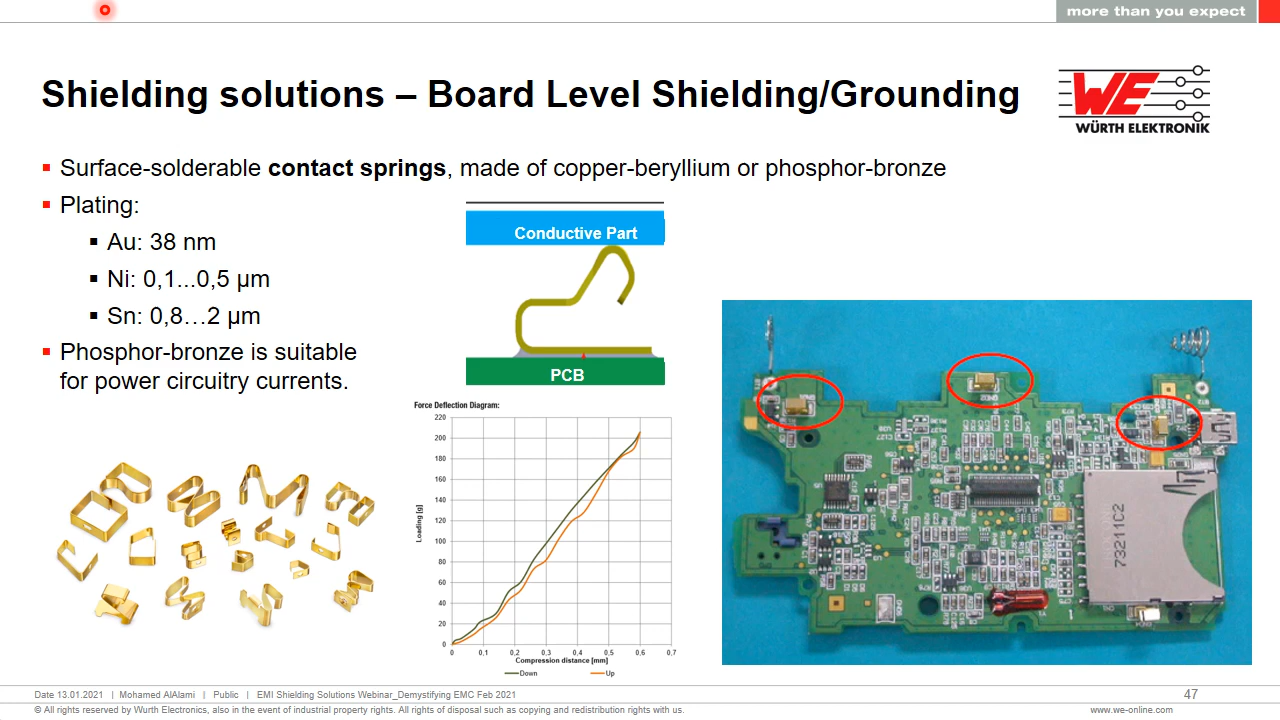 more than you expect
Shielding solutions – Board Level Shielding/Grounding
WE
WÜRTH ELEKTRONIK
Surface-solderable contact springs, made of copper-beryllium or phosphor-bronze
Plating:
Au: 38 nm
Ni: 0,1...0,5 µm
Sn: 0,8…2 µm
Phosphor-bronze is suitable
for power circuitry currents.
Conductive Part
PCB
Force Deflection Diagram:
Loading [g]
220
200
180
160
140
120
100
80
60
40
20
0
0 0,1 0,2 0,3 0,4 0,5 0,6 0,7
Compression distance [mm]
Down Up
73211C2
Date 13.01.2021 | Mohamed AlAlami | Public | EMI Shielding Solutions Webinar_Demystifying EMC Feb 2021
47
© All rights reserved by Wurth Electronics, also in the event of industrial property rights. All rights of disposal such as copying and redistribution rights with us.
www.we-online.com